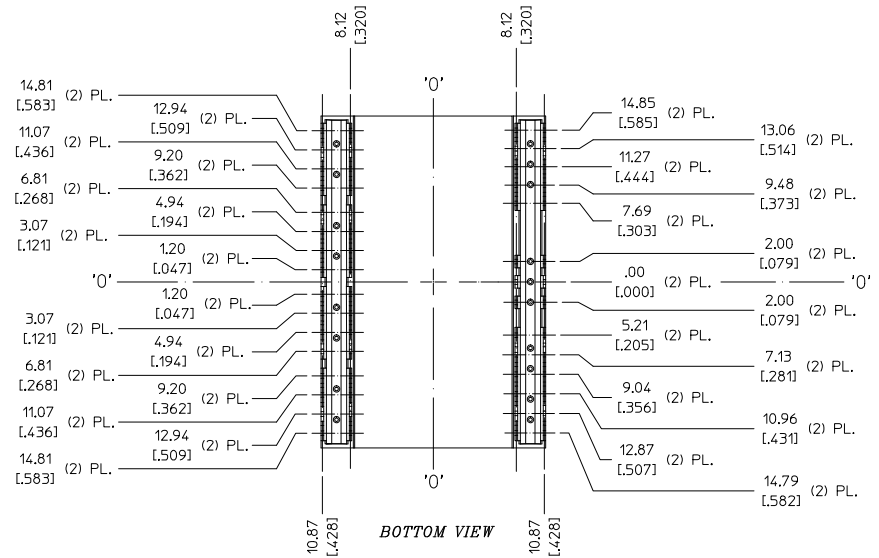 8.12
[.320]
8.12
[.320]
'0'
14.81
[.583] (2) PL.
12.94
[.509] (2) PL.
11.07
[.436] (2) PL.
9.20
[.362] (2) PL.
6.81
[.268] (2) PL.
4.94
[.194] (2) PL.
3.07
[.121] (2) PL.
1.20
[.047] (2) PL.
'0'
1.20
[.047] (2) PL.
3.07
[.121] (2) PL.
4.94
[.194] (2) PL.
6.81
[.268] (2) PL.
9.20
[.362] (2) PL.
11.07
[.436] (2) PL.
12.94
[.509] (2) PL.
14.81
[.583] (2) PL.
14.85
[.585] (2) PL.
13.06
[.514] (2) PL.
11.27
[.444] (2) PL.
9.48
[.373] (2) PL.
7.69
[.303] (2) PL.
2.00
[.079] (2) PL.
.00
[.000] (2) PL.
'0'
2.00
[.079] (2) PL.
5.21
[.205] (2) PL.
7.13
[.281] (2) PL.
9.04
[.356] (2) PL.
10.96
[.431] (2) PL.
12.87
[.507] (2) PL.
14.79
[.582] (2) PL.
'0'
10.87
[.428]
BOTTOM VIEW
10.87
[.428]